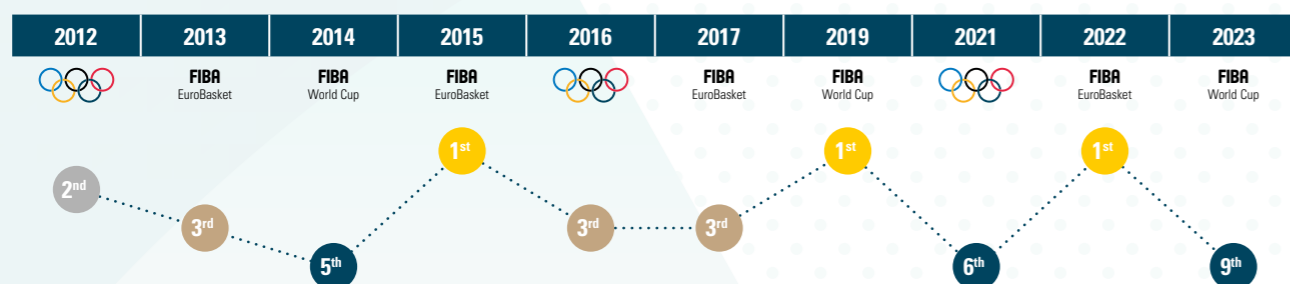 2012 2013 2014 2015 2016 2017 2019 2021 2022 2023
FIBA FIBA FIBA FIBA FIBA FIBA FIBA
EuroBasket World Cup EuroBasket EuroBasket World Cup EuroBasket World Cup
1st 1st 1st
2nd
3rd 3rd 3rd
5th 6th 9th